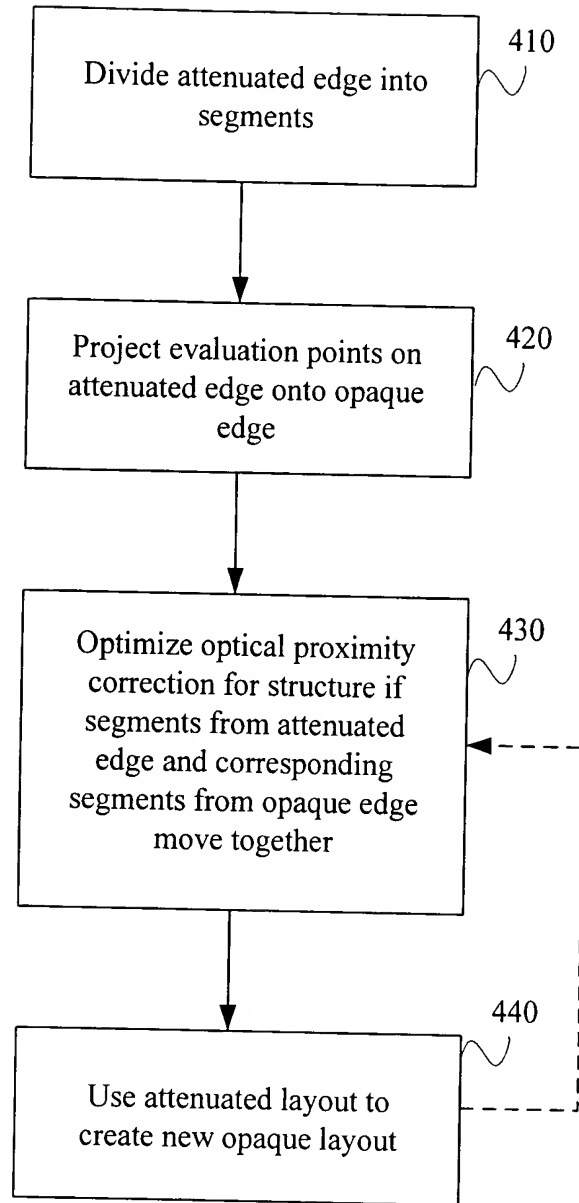 410
Divide attenuated edge into
segments
420
Project evaluation points on
attenuated edge onto opaque
edge
430
Optimize optical proximity
correction for structure if
segments from attenuated
edge and corresponding
segments from opaque edge
move together
440
Use attenuated layout to
create new opaque layout